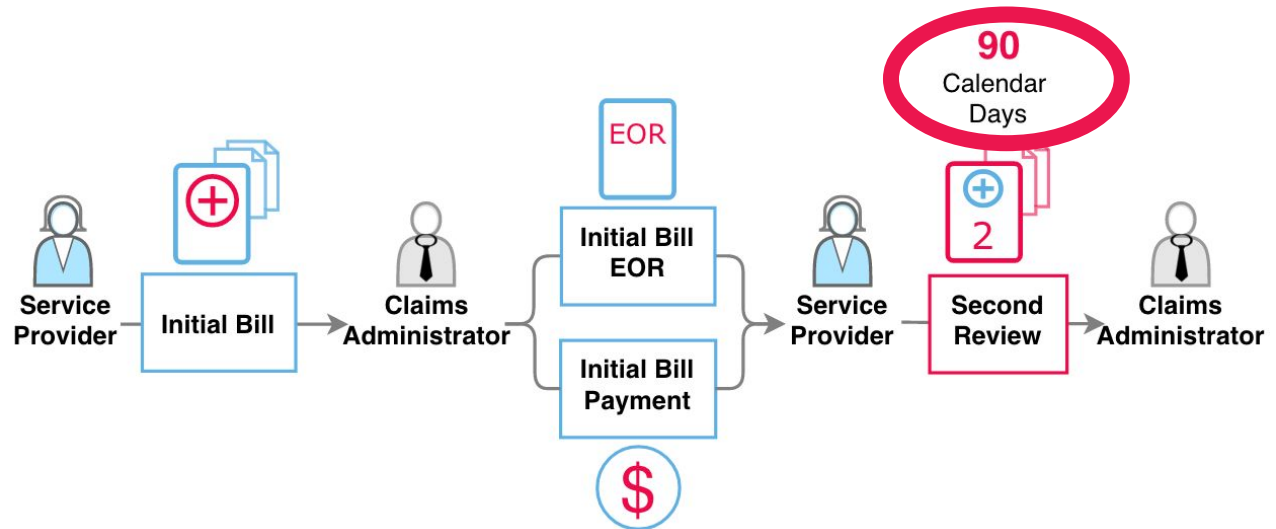 Service
Provider
Initial Bill
Claims
Administrator
EOR
Initial Bill
EOR
Initial Bill
Payment
$
Service
Provider
90
Calendar
Days
2
Second
Review
Claims
Administrator